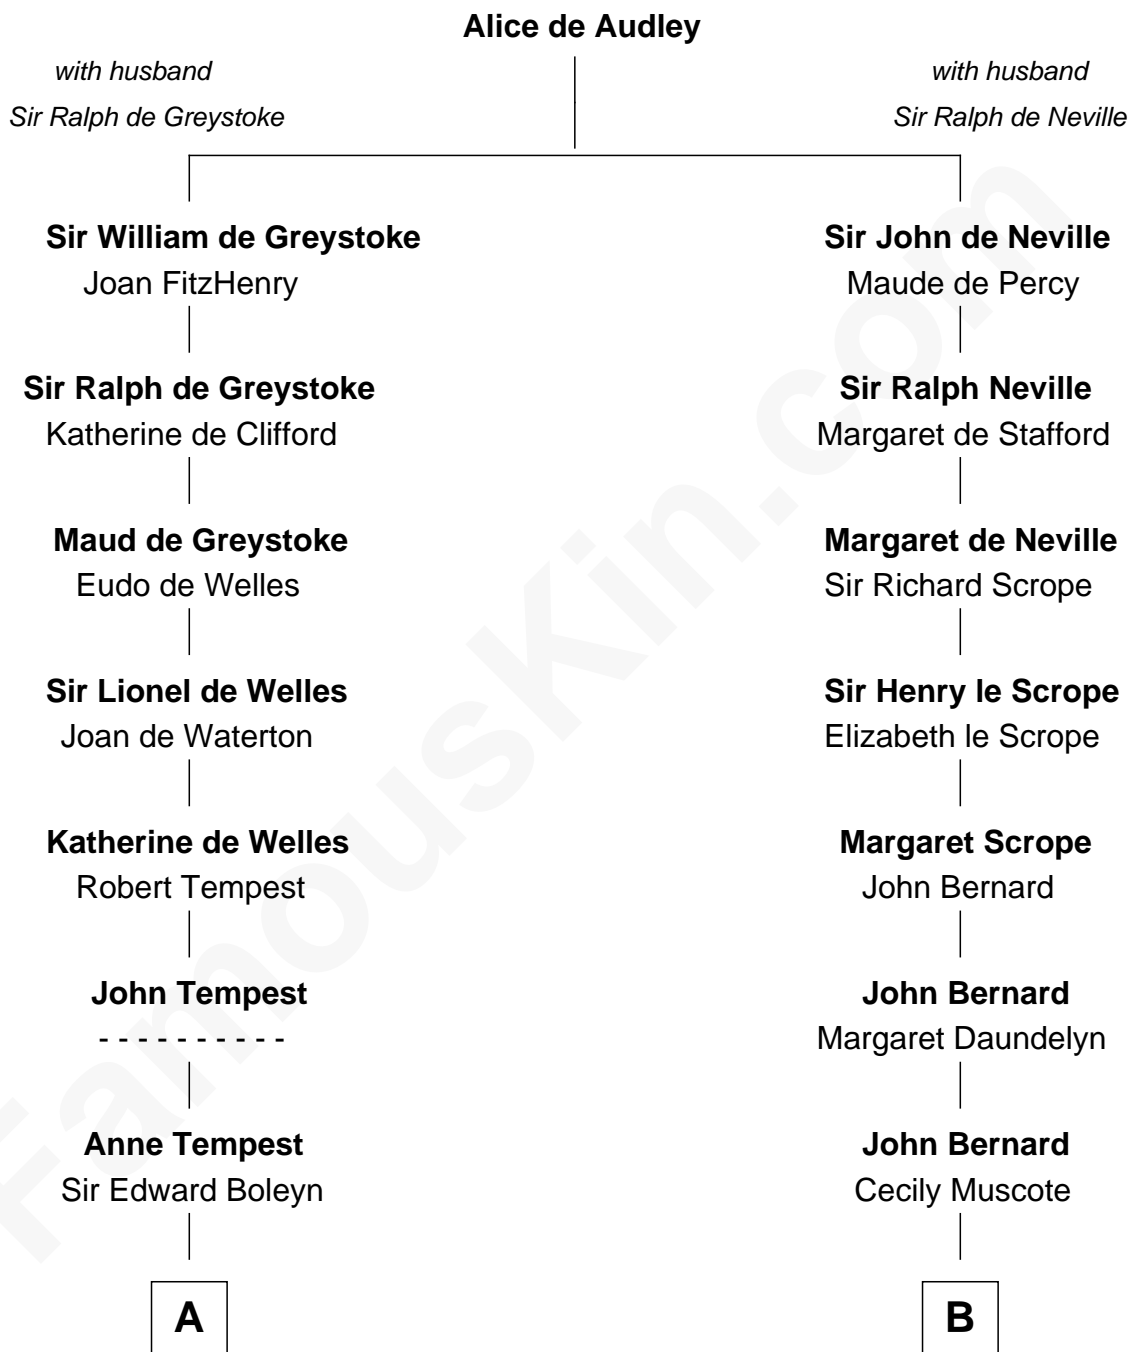 Alice de Audley
with husband
Sir Ralph de Greystoke
with husband
Sir Ralph de Neville
Sir William de Greystoke
Joan FitzHenry
Sir John de Neville
Maude de Percy
Sir Ralph de Greystoke
Katherine de Clifford
Sir Ralph Neville
Margaret de Stafford
Maud de Greystoke
Eudo de Welles
Margaret de Neville
Sir Richard Scrope
Sir Lionel de Welles
Joan de Waterton
Sir Henry le Scrope
Elizabeth le Scrope
Katherine de Welles
Robert Tempest
Margaret Scrope
John Bernard
John Tempest
- - - - - - - - - -
John Bernard
Margaret Daundelyn
Anne Tempest
Sir Edward Boleyn
John Bernard
Cecily Muscote
A
B
FamousKin.com